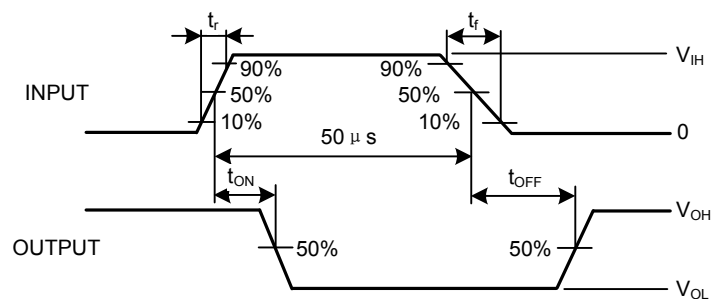 tr
tf
VIH
90%
90%
INPUT
50%
50%
10%
10%
0
50 μs
tON
tOFF
VOH
OUTPUT
50%
50%
VOL